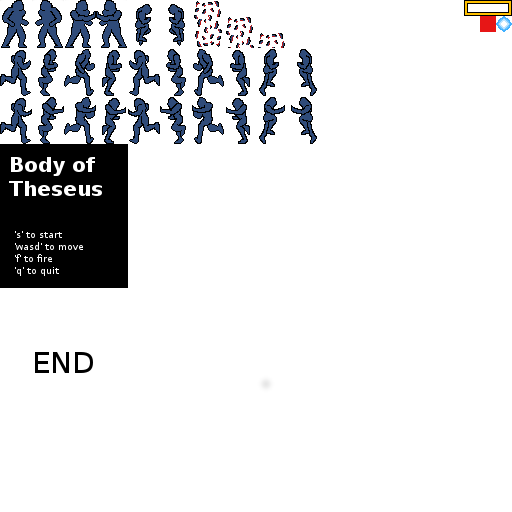 Body of
Theseus
's' to start
'wasd' to move
'f' to fire
'q' to quit
END